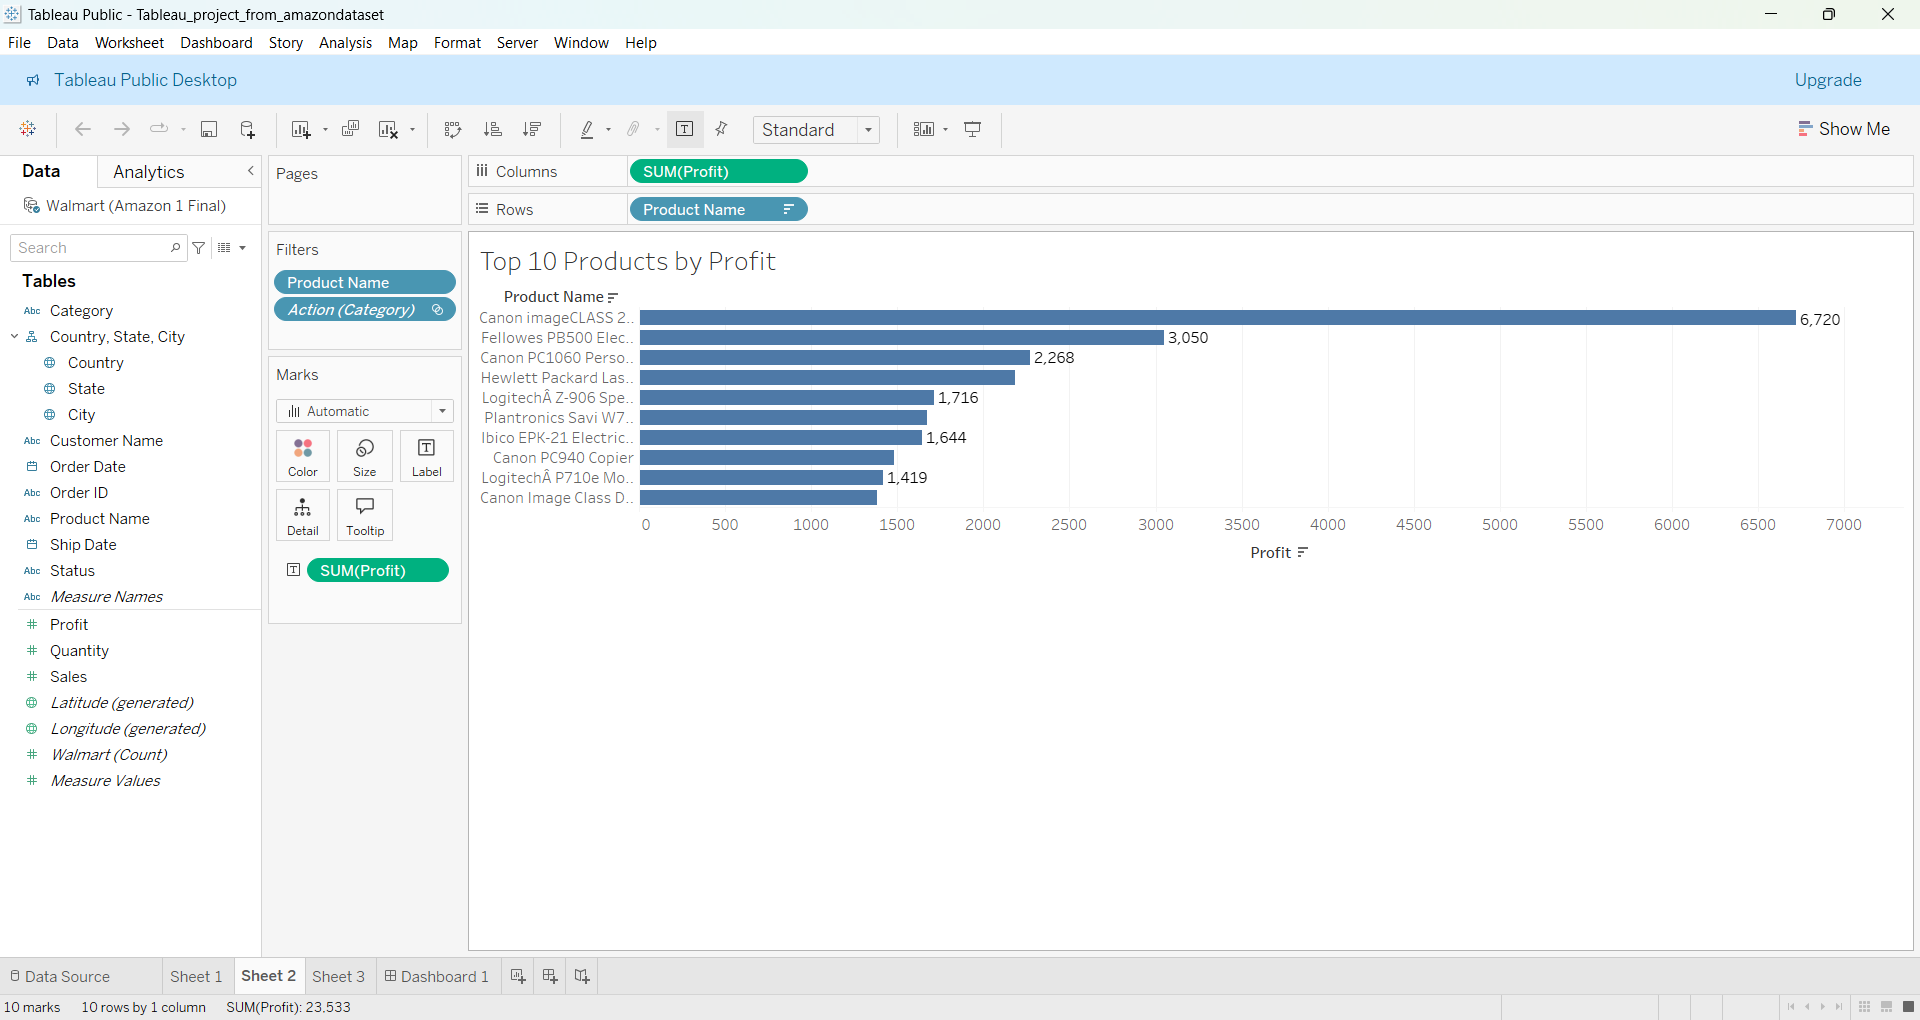 Tableau Public - Tableau_project_from_amazondataset
File Data Worksheet Dashboard Story Analysis Map Format Server Window Help
Tableau Public Desktop
Upgrade
Standard
Show Me
Data
Analytics
Walmart (Amazon 1 Final)
Search
Tables
Abc Category
Country, State, City
Country
State
City
Abc Customer Name
Order Date
Abc Order ID
Abc Product Name
Ship Date
Abc Status
Abc Measure Names
# Profit
# Quantity
# Sales
Latitude (generated)
Longitude (generated)
# Walmart (Count)
# Measure Values
Pages
Filters
Product Name
Action (Category)
Marks
Automatic
Color
Size
T
Label
Detail
Tooltip
T SUM(Profit)
Columns
SUM(Profit)
Rows
Product Name
Top 10 Products by Profit
Product Name
Canon imageCLASS 2.. 6,720
Fellowes PB500 Elec.. 3,050
Canon PC1060 Perso.. 2,268
Hewlett Packard Las..
LogitechÂ Z-906 Spe.. 1,716
Plantronics Savi W7..
Ibico EPK-21 Electric.. 1,644
Canon PC940 Copier
LogitechÂ P710e Mo.. 1,419
Canon Image Class D..
0 500 1000 1500 2000 2500 3000 3500 4000 4500 5000 5500 6000 6500 7000
Profit
Data Source
Sheet 1
Sheet 2
Sheet 3
Dashboard 1
10 marks 10 rows by 1 column SUM(Profit): 23,533